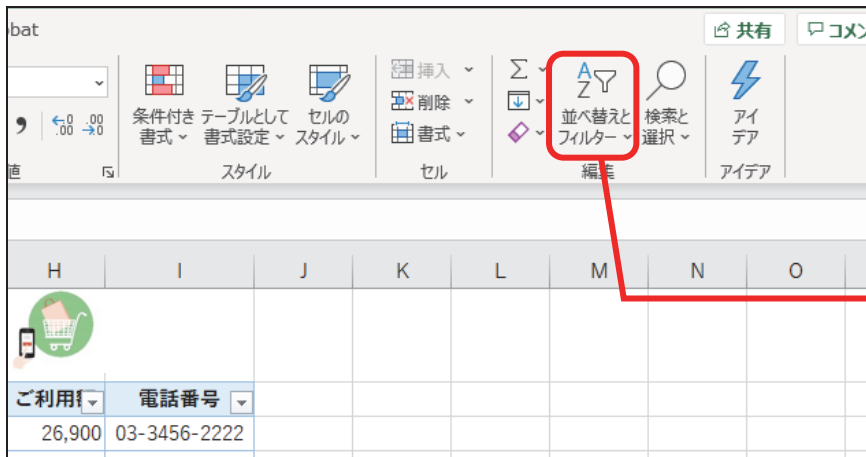 bat
共有
コメン
条件付き
書式
テーブルとして
書式設定
セルの
スタイル
スタイル
挿入
削除
書式
セル
Σ
A
Z
並べ替えと
フィルター
検索と
選択
編集
アイ
デア
アイデア
値
H I J K L M N O
ご利用 電話番号
26,900 03-3456-2222